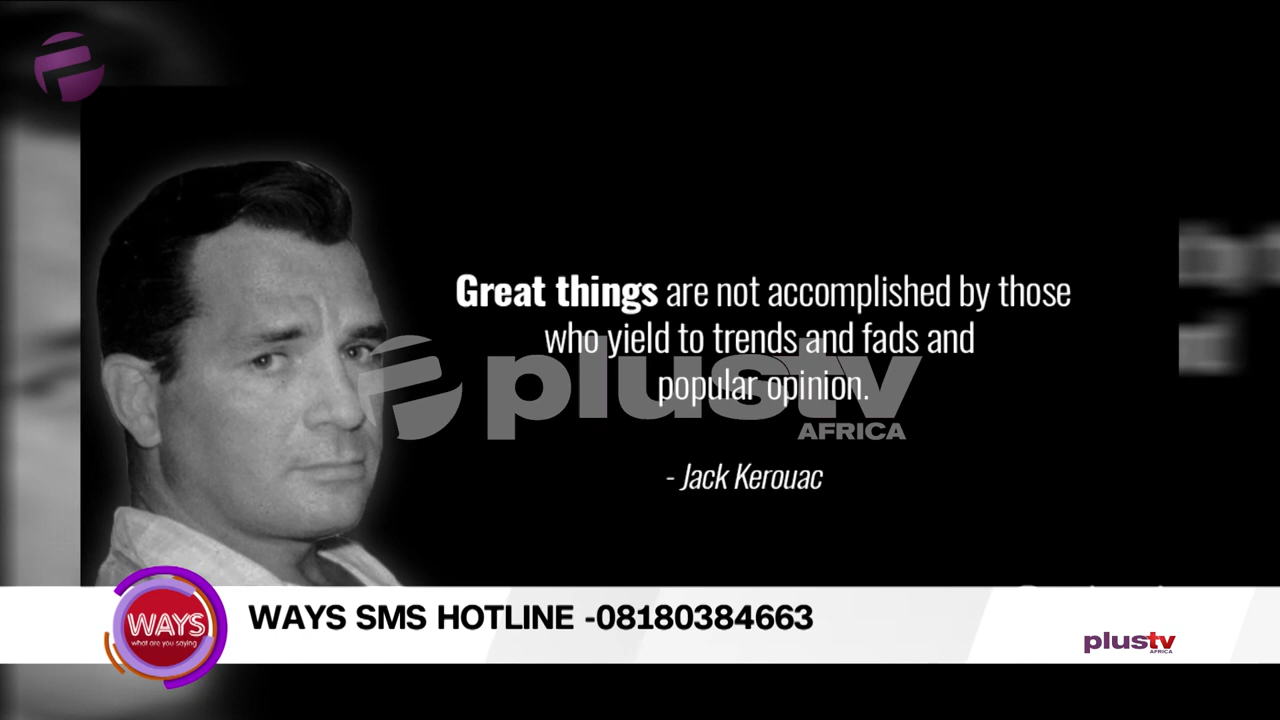 Great things are not accomplished by those
who yield to trends and fads and
popular opinion.
plustv
AFRICA
- Jack Kerouac
WAYS
what are you saying
WAYS SMS HOTLINE -08180384663
plustv
AFRICA